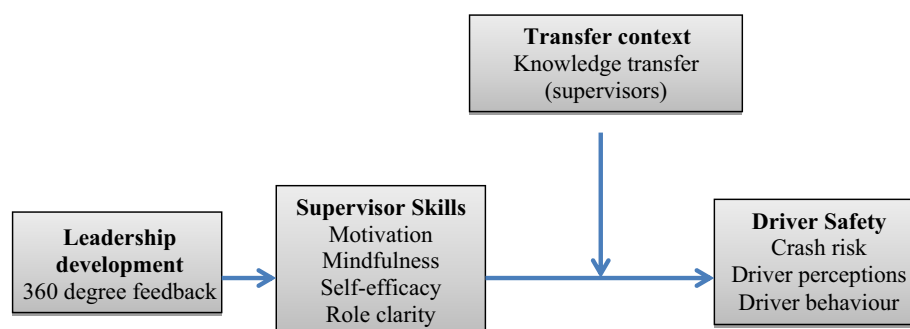 Transfer context
Knowledge transfer
(supervisors)
Supervisor Skills
Motivation
Mindfulness
Self-efficacy
Role clarity
Leadership
development
360 degree feedback
Driver Safety
Crash risk
Driver perceptions
Driver behaviour